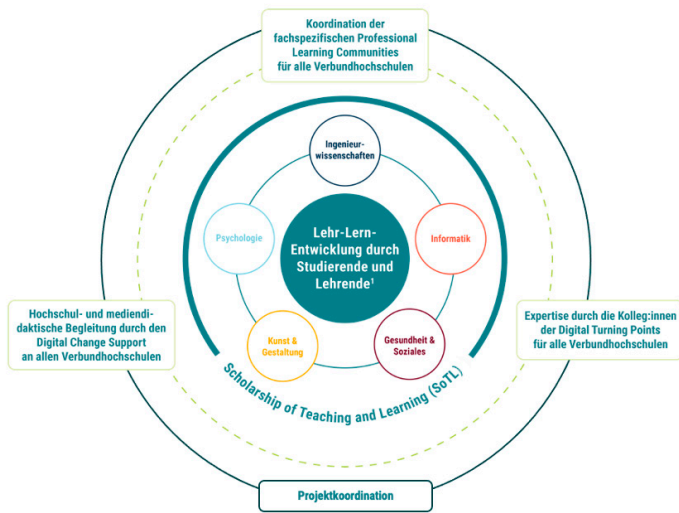 Koordination der
fachspezifischen Professional
Learning Communities
für alle Verbundhochschulen
Ingenieur-
wissenschaften
Psychologie
Lehr-Lern-
Entwicklung durch
Studierende und
Lehrende¹
Informatik
Hochschul- und mediendi-
daktische Begleitung durch den
Digital Change Support
an allen Verbundhochschulen
Expertise durch die Kolleg:innen
der Digital Turning Points
für alle Verbundhochschulen
Kunst &
Gestaltung
Gesundheit &
Soziales
Scholarship of Teaching and Learning (SoTL)
Projektkoordination